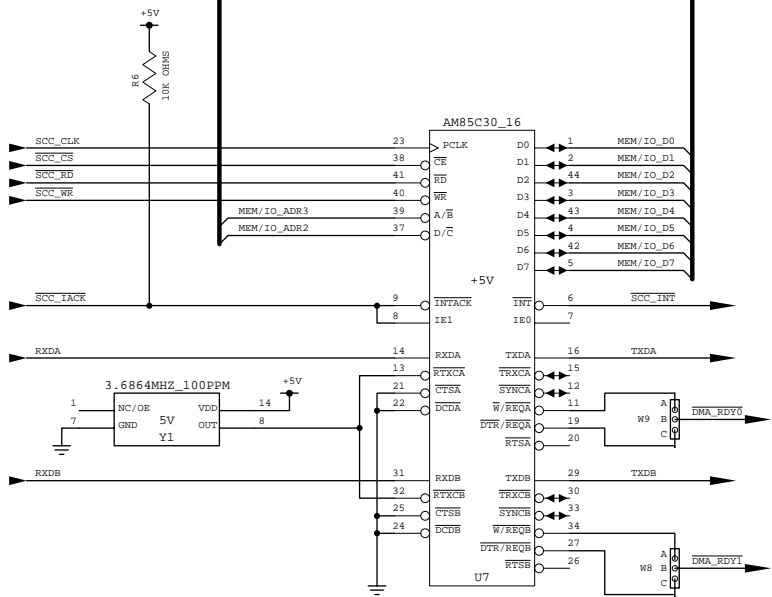 +5V
R6
10K OHMS
AM85C30_16
SCC_CLK 23 PCLK D0 1 MEM/IO_D0
SCC_CS 38 CE D1 2 MEM/IO_D1
SCC_RD 41 RD D2 44 MEM/IO_D2
SCC_WR 40 WR D3 3 MEM/IO_D3
MEM/IO_ADR3 39 A/B D4 43 MEM/IO_D4
MEM/IO_ADR2 37 D/C D5 4 MEM/IO_D5
D6 42 MEM/IO_D6
D7 5 MEM/IO_D7
+5V
SCC_IACK 9 INTACK INT 6 SCC_INT
8 IE1 IE0 7
RXDA 14 RXDA TXDA 16 TXDA
13 RTXCA TRXCA 15
21 CTSA SYNCA 12
22 DCDA W/REQA 11
DTR/REQA 19
RTSA 20
A
W9 B DMA_RDY0
C
3.6864MHZ_100PPM +5V
1 NC/OE VDD 14
7 GND 5V OUT 8
Y1
RXDB 31 RXDB TXDB 29 TXDB
32 RTXCB TRXCB 30
25 CTSB SYNCB 33
24 DCDB W/REQB 34
DTR/REQB 27
RTSB 26
A
W8 B DMA_RDY1
C
U7